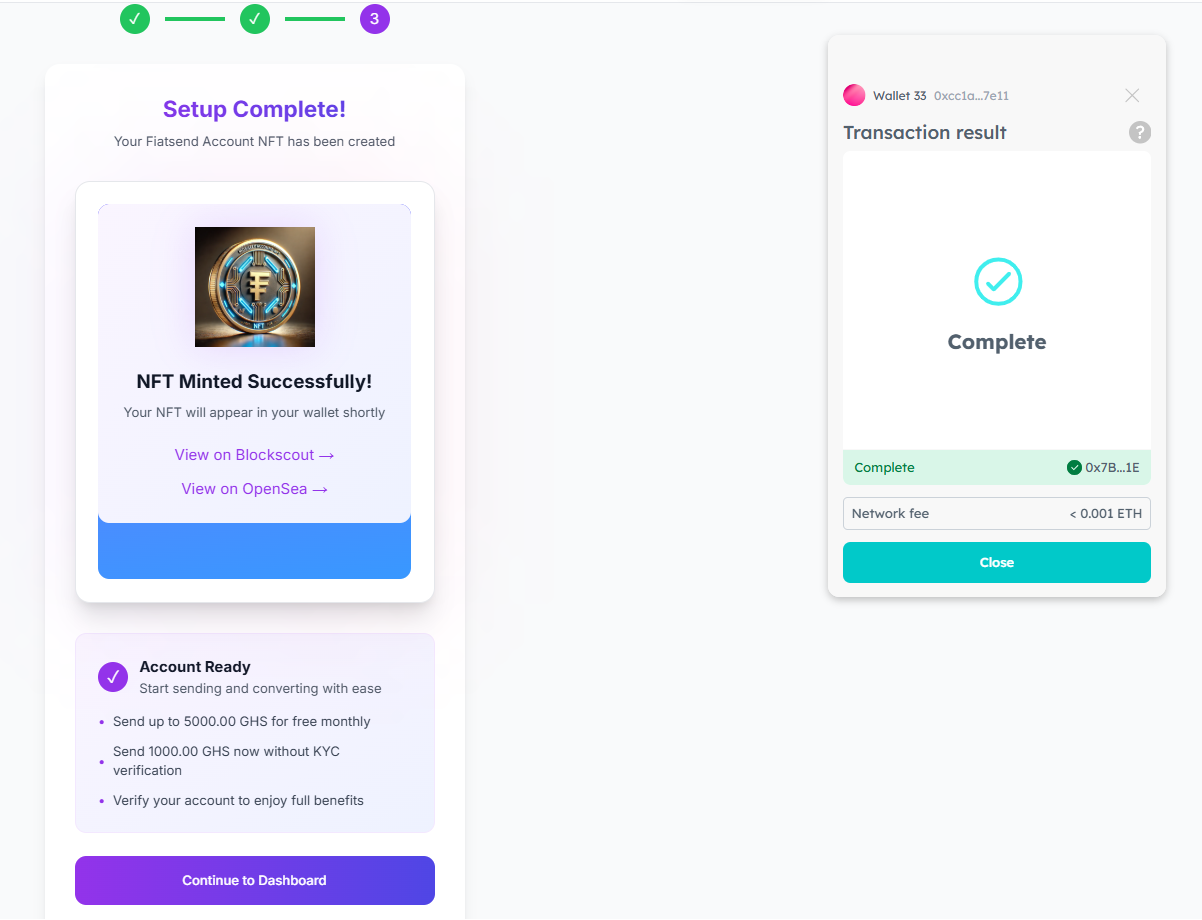 ✓ ✓ 3
Setup Complete!
Your Fiatsend Account NFT has been created
NFT
NFT Minted Successfully!
Your NFT will appear in your wallet shortly
View on Blockscout →
View on OpenSea →
✓ Account Ready
Start sending and converting with ease
• Send up to 5000.00 GHS for free monthly
• Send 1000.00 GHS now without KYC
verification
• Verify your account to enjoy full benefits
Continue to Dashboard
Wallet 33 0xcc1a...7e11
Transaction result ?
Complete
Complete 0x7B...1E
Network fee < 0.001 ETH
Close